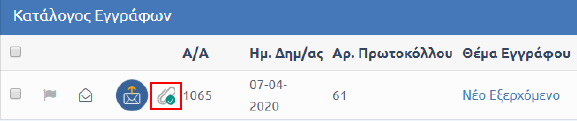 Κατάλογος Εγγράφων
Α/Α Ημ. Δημ/ας Αρ. Πρωτοκόλλου Θέμα Εγγράφου
1065 07-04-2020 61 Νέο Εξερχόμενο